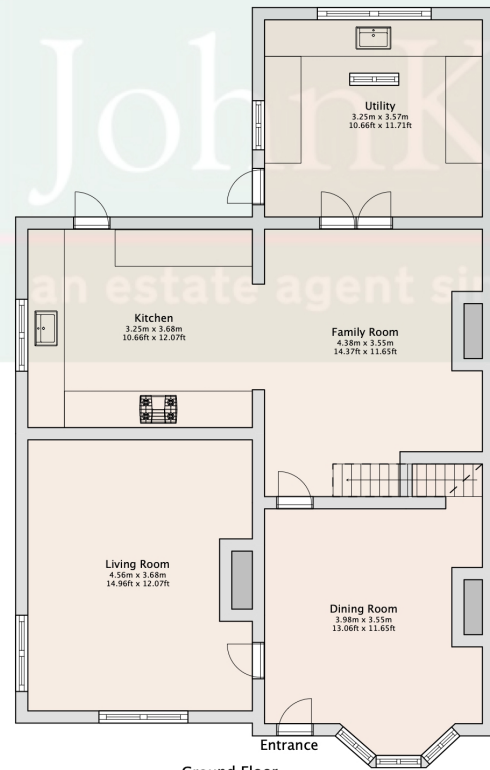 JohnK
an estate agent
Utility
3.25m x 3.57m
10.66ft x 11.71ft
Kitchen
3.25m x 3.68m
10.66ft x 12.07ft
Family Room
4.38m x 3.55m
14.37ft x 11.65ft
Living Room
4.56m x 3.68m
14.96ft x 12.07ft
Dining Room
3.98m x 3.55m
13.06ft x 11.65ft
Entrance